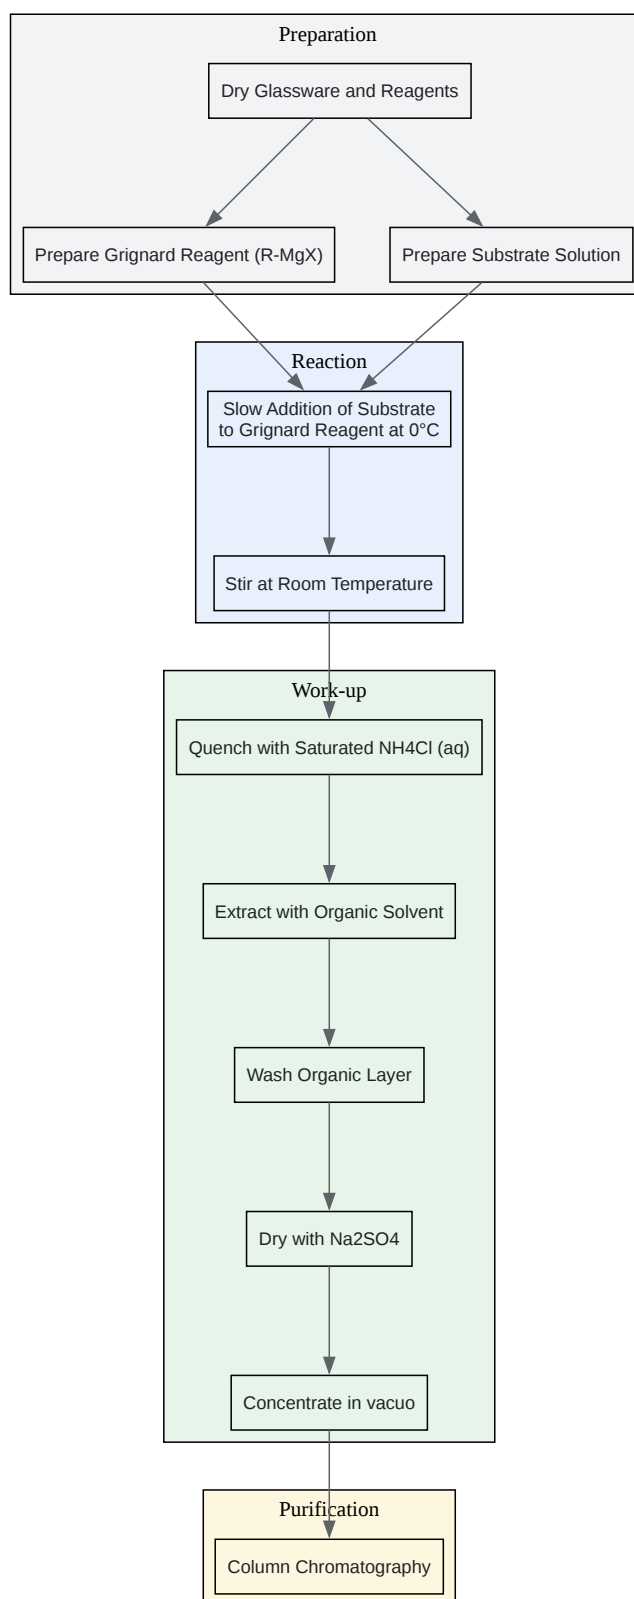 Preparation
Dry Glassware and Reagents
Prepare Grignard Reagent (R-MgX)
Prepare Substrate Solution
Reaction
Slow Addition of Substrate
to Grignard Reagent at 0°C
Stir at Room Temperature
Work-up
Quench with Saturated NH4Cl (aq)
Extract with Organic Solvent
Wash Organic Layer
Dry with Na2SO4
Concentrate in vacuo
Purification
Column Chromatography